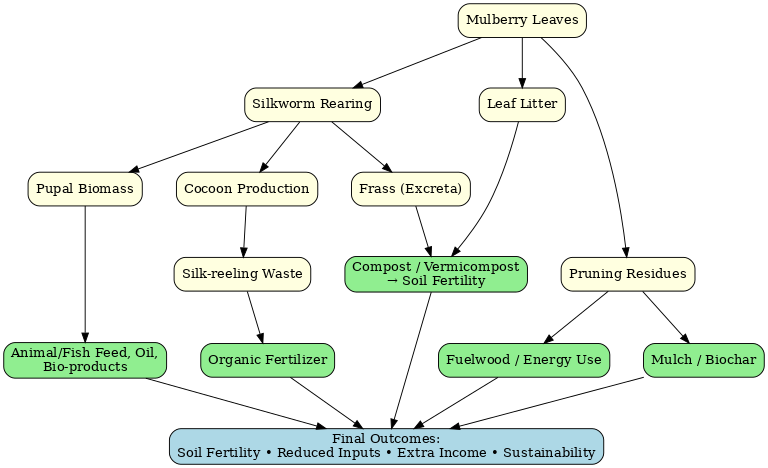 Mulberry Leaves
Silkworm Rearing
Leaf Litter
Pupal Biomass
Cocoon Production
Frass (Excreta)
Silk-reeling Waste
Compost / Vermicompost
→ Soil Fertility
Pruning Residues
Animal/Fish Feed, Oil,
Bio-products
Organic Fertilizer
Fuelwood / Energy Use
Mulch / Biochar
Final Outcomes:
Soil Fertility • Reduced Inputs • Extra Income • Sustainability